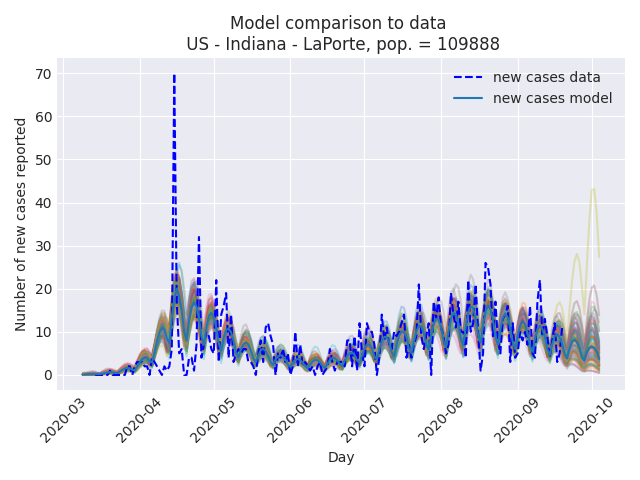 Model comparison to data
US - Indiana - LaPorte, pop. = 109888
new cases data
new cases model
Number of new cases reported
70
60
50
40
30
20
10
0
2020-03
2020-04
2020-05
2020-06
2020-07
2020-08
2020-09
2020-10
Day